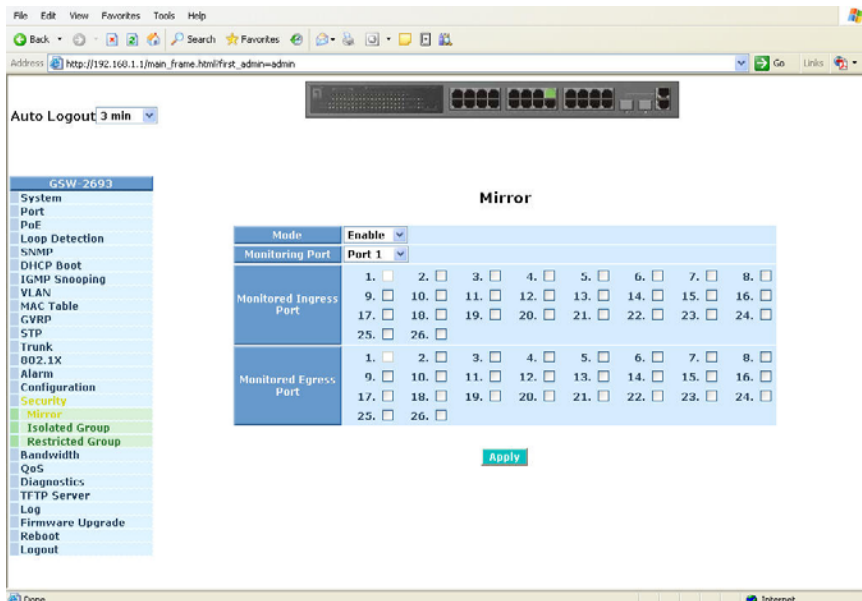 File Edit View Favorites Tools Help
Back Search Favorites
Address http://192.168.1.1/main_frame.html?first_admin=admin Go Links
Auto Logout 3 min
GSW-2693
System
Port
PoE
Loop Detection
SNMP
DHCP Boot
IGMP Snooping
VLAN
MAC Table
GVRP
STP
Trunk
802.1X
Alarm
Configuration
Security
Mirror
Isolated Group
Restricted Group
Bandwidth
QoS
Diagnostics
TFTP Server
Log
Firmware Upgrade
Reboot
Logout
Mirror
Mode Enable
Monitoring Port Port 1
Monitored Ingress Port
1. 2. 3. 4. 5. 6. 7. 8.
9. 10. 11. 12. 13. 14. 15. 16.
17. 18. 19. 20. 21. 22. 23. 24.
25. 26.
Monitored Egress Port
1. 2. 3. 4. 5. 6. 7. 8.
9. 10. 11. 12. 13. 14. 15. 16.
17. 18. 19. 20. 21. 22. 23. 24.
25. 26.
Apply
Done Internet